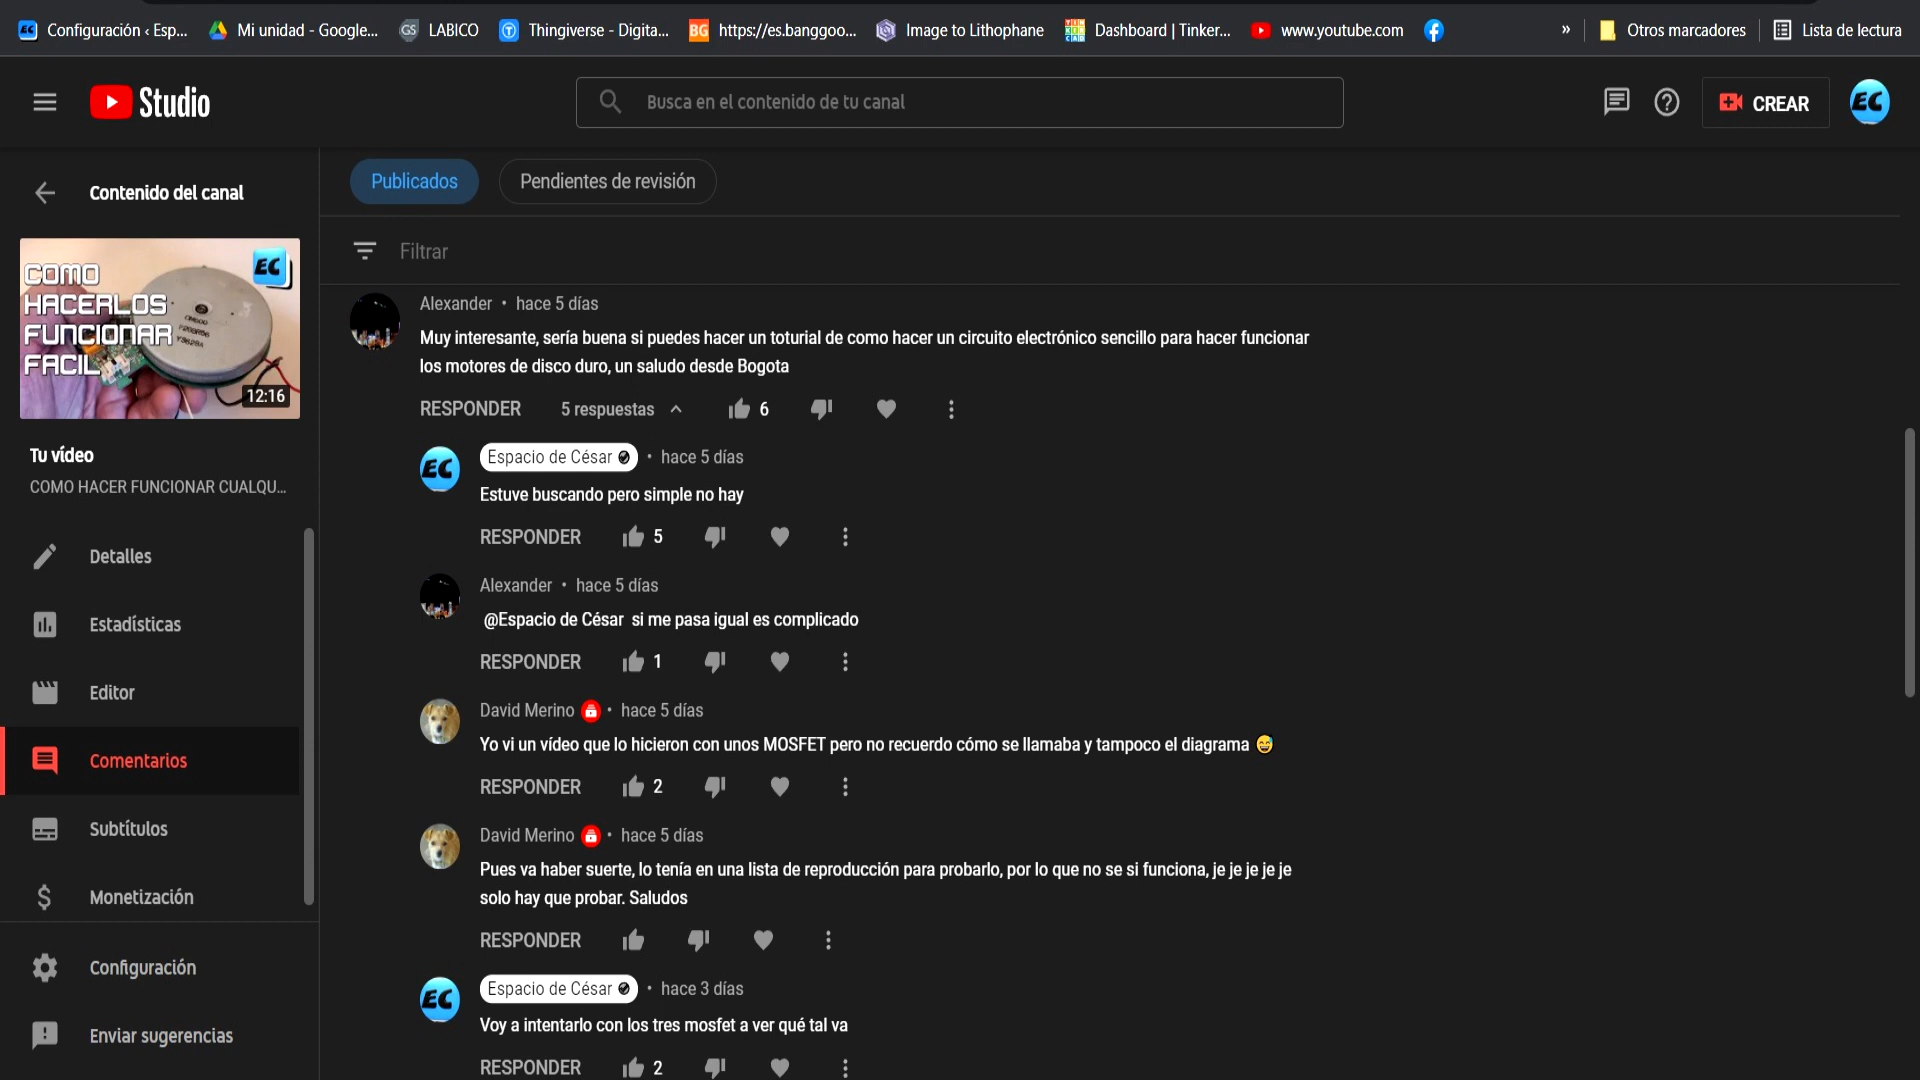 Configuración ‹ Esp...
Mi unidad - Google...
GS LABICO
Thingiverse - Digita...
BG https://es.banggoo...
Image to Lithophane
Dashboard | Tinker...
www.youtube.com
»
Otros marcadores
Lista de lectura
Studio
Busca en el contenido de tu canal
CREAR
EC
Contenido del canal
EC
COMO
HACERLOS
FUNCIONAR
FACIL
12:16
Tu vídeo
COMO HACER FUNCIONAR CUALQU...
Detalles
Estadísticas
Editor
Comentarios
Subtítulos
Monetización
Configuración
Enviar sugerencias
Publicados
Pendientes de revisión
Filtrar
Alexander • hace 5 días
Muy interesante, sería buena si puedes hacer un toturial de como hacer un circuito electrónico sencillo para hacer funcionar
los motores de disco duro, un saludo desde Bogota
RESPONDER 5 respuestas 6
EC
Espacio de César • hace 5 días
Estuve buscando pero simple no hay
RESPONDER 5
Alexander • hace 5 días
@Espacio de César si me pasa igual es complicado
RESPONDER 1
David Merino • hace 5 días
Yo vi un vídeo que lo hicieron con unos MOSFET pero no recuerdo cómo se llamaba y tampoco el diagrama 😅
RESPONDER 2
David Merino • hace 5 días
Pues va haber suerte, lo tenía en una lista de reproducción para probarlo, por lo que no se si funciona, je je je je je
solo hay que probar. Saludos
RESPONDER
EC
Espacio de César • hace 3 días
Voy a intentarlo con los tres mosfet a ver qué tal va
RESPONDER 2